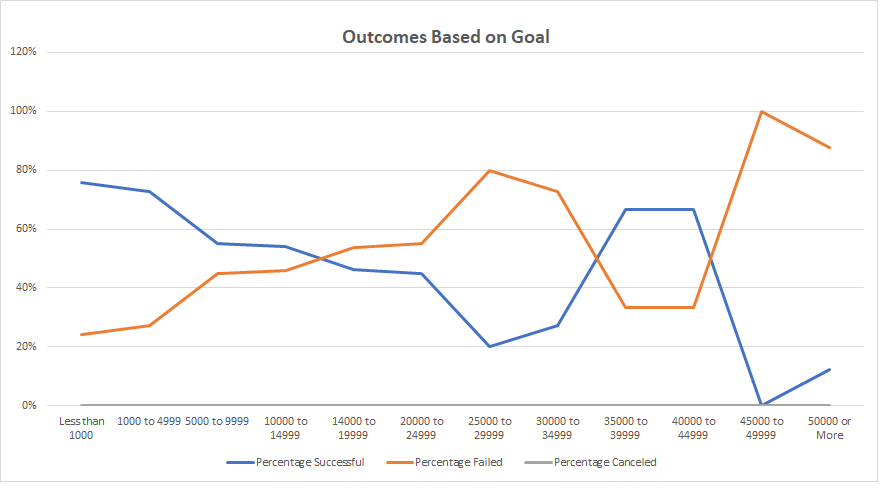 Outcomes Based on Goal
120%
100%
80%
60%
40%
20%
0%
Less than 1000 to 4999 5000 to 9999 10000 to 14000 to 20000 to 25000 to 30000 to 35000 to 40000 to 45000 to 50000 or
1000 14999 19999 24999 29999 34999 39999 44999 49999 More
Percentage Successful Percentage Failed Percentage Canceled